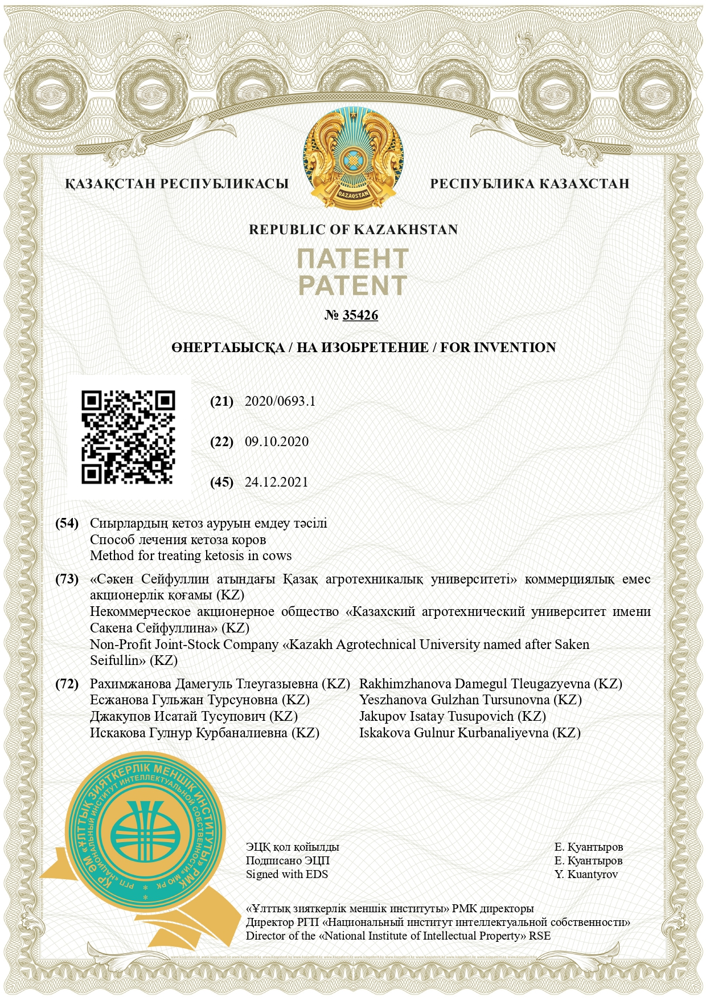 ҚАЗАҚСТАН РЕСПУБЛИКАСЫ
РЕСПУБЛИКА КАЗАХСТАН
QAZAQSTAN
REPUBLIC OF KAZAKHSTAN
ПАТЕНТ
PATENT
№ 35426
ӨНЕРТАБЫСҚА / НА ИЗОБРЕТЕНИЕ / FOR INVENTION
(21) 2020/0693.1
(22) 09.10.2020
(45) 24.12.2021
(54) Сиырлардың кетоз ауруын емдеу тәсілі
Способ лечения кетоза коров
Method for treating ketosis in cows
(73) «Сәкен Сейфуллин атындағы Қазақ агротехникалық университеті» коммерциялық емес
акционерлік қоғамы (KZ)
Некоммерческое акционерное общество «Казахский агротехнический университет имени
Сакена Сейфуллина» (KZ)
Non-Profit Joint-Stock Company «Kazakh Agrotechnical University named after Saken
Seifullin» (KZ)
(72) Рахимжанова Дамегуль Тлеугазыевна (KZ) Rakhimzhanova Damegul Tleugazyevna (KZ)
Есжанова Гульжан Турсуновна (KZ) Yeszhanova Gulzhan Tursunovna (KZ)
Джакупов Исатай Тусупович (KZ) Jakupov Isatay Tusupovich (KZ)
Искакова Гулнур Курбаналиевна (KZ) Iskakova Gulnur Kurbanaliyevna (KZ)
ҚР ӘМ «ҰЛТТЫҚ ЗИЯТКЕРЛІК МЕНШІК ИНСТИТУТЫ» РМК
РГП «НАЦИОНАЛЬНЫЙ ИНСТИТУТ ИНТЕЛЛЕКТУАЛЬНОЙ СОБСТВЕННОСТИ» МЮ РК
ЭЦҚ қол қойылды Е. Қуантыров
Подписано ЭЦП Е. Куантыров
Signed with EDS Y. Kuantyrov
«Ұлттық зияткерлік меншік институты» РМК директоры
Директор РГП «Национальный институт интеллектуальной собственности»
Director of the «National Institute of Intellectual Property» RSE